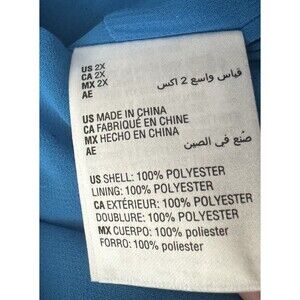 US 2X
CA 2X
MX 2X
AE قياس واسع 2 اكس
US MADE IN CHINA
CA FABRIQUÉ EN CHINE
MX HECHO EN CHINA
AE صُنع في الصين
US SHELL: 100% POLYESTER
LINING: 100% POLYESTER
CA EXTÉRIEUR: 100% POLYESTER
DOUBLURE: 100% POLYESTER
MX CUERPO: 100% poliester
FORRO: 100% poliester